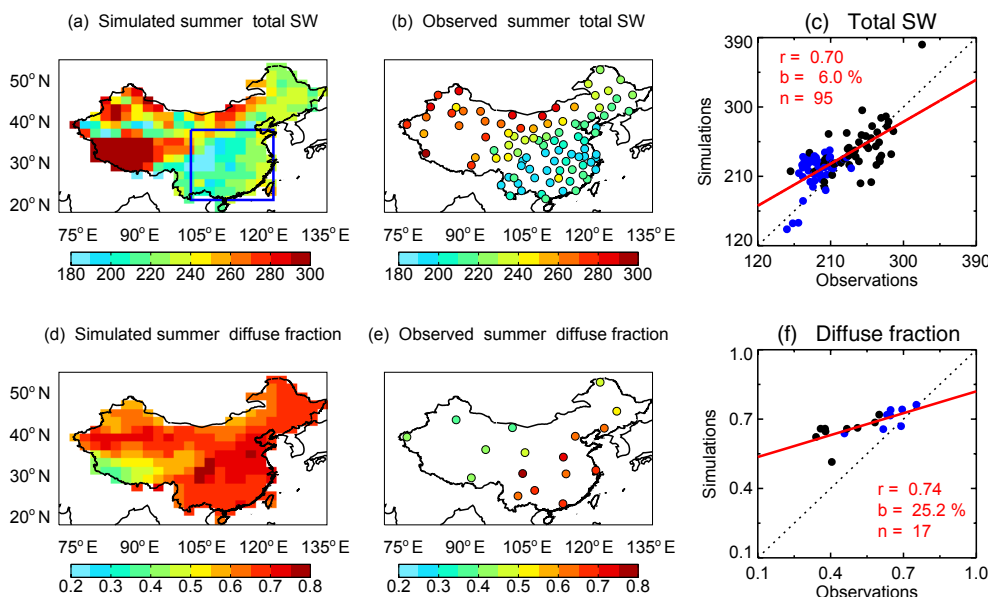 (a) Simulated summer total SW
(b) Observed summer total SW
(c) Total SW
50° N
40° N
30° N
20° N
75° E 90° E 105° E 120° E 135° E
180 200 220 240 260 280 300
75° E 90° E 105° E 120° E 135° E
180 200 220 240 260 280 300
390
300
210
120
Simulations
r = 0.70
b = 6.0 %
n = 95
120 210 300 390
Observations
(d) Simulated summer diffuse fraction
(e) Observed summer diffuse fraction
(f) Diffuse fraction
50° N
40° N
30° N
20° N
75° E 90° E 105° E 120° E 135° E
0.2 0.3 0.4 0.5 0.6 0.7 0.8
75° E 90° E 105° E 120° E 135° E
0.2 0.3 0.4 0.5 0.6 0.7 0.8
1.0
0.7
0.4
0.1
Simulations
r = 0.74
b = 25.2 %
n = 17
0.1 0.4 0.7 1.0
Observations